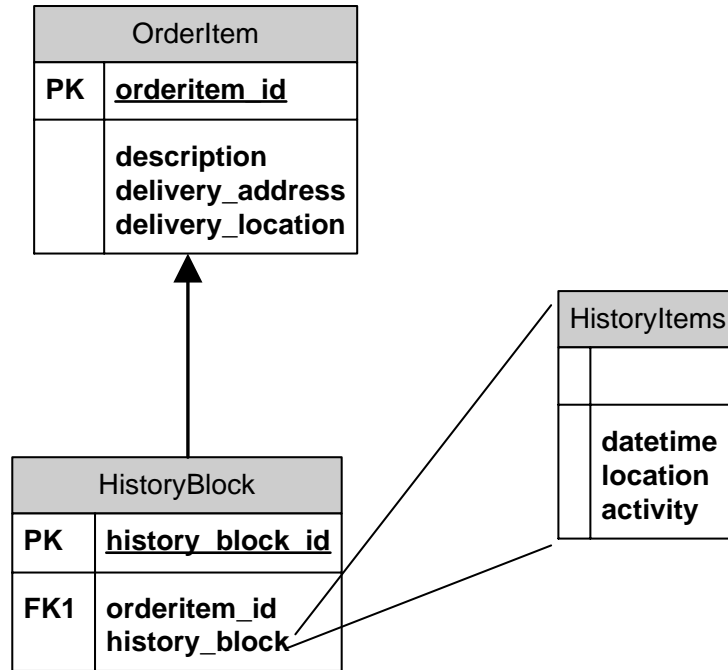 OrderItem
PK orderitem_id
description
delivery_address
delivery_location
HistoryItems
datetime
location
activity
HistoryBlock
PK history_block_id
FK1 orderitem_id
history_block